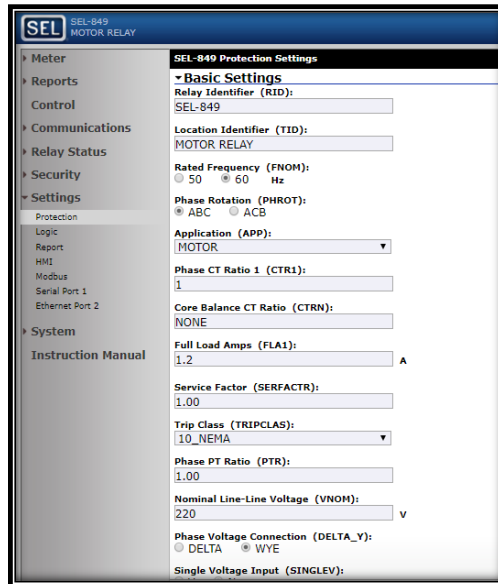 SEL
SEL-849
MOTOR RELAY
Meter
Reports
Control
Communications
Relay Status
Security
Settings
Protection
Logic
Report
HMI
Modbus
Serial Port 1
Ethernet Port 2
System
Instruction Manual
SEL-849 Protection Settings
Basic Settings
Relay Identifier (RID):
SEL-849
Location Identifier (TID):
MOTOR RELAY
Rated Frequency (FNOM):
50 60 Hz
Phase Rotation (PHROT):
ABC ACB
Application (APP):
MOTOR
Phase CT Ratio 1 (CTR1):
1
Core Balance CT Ratio (CTRN):
NONE
Full Load Amps (FLA1):
1.2 A
Service Factor (SERFACTR):
1.00
Trip Class (TRIPCLAS):
10_NEMA
Phase PT Ratio (PTR):
1.00
Nominal Line-Line Voltage (VNOM):
220 V
Phase Voltage Connection (DELTA_Y):
DELTA WYE
Single Voltage Input (SINGLEV):